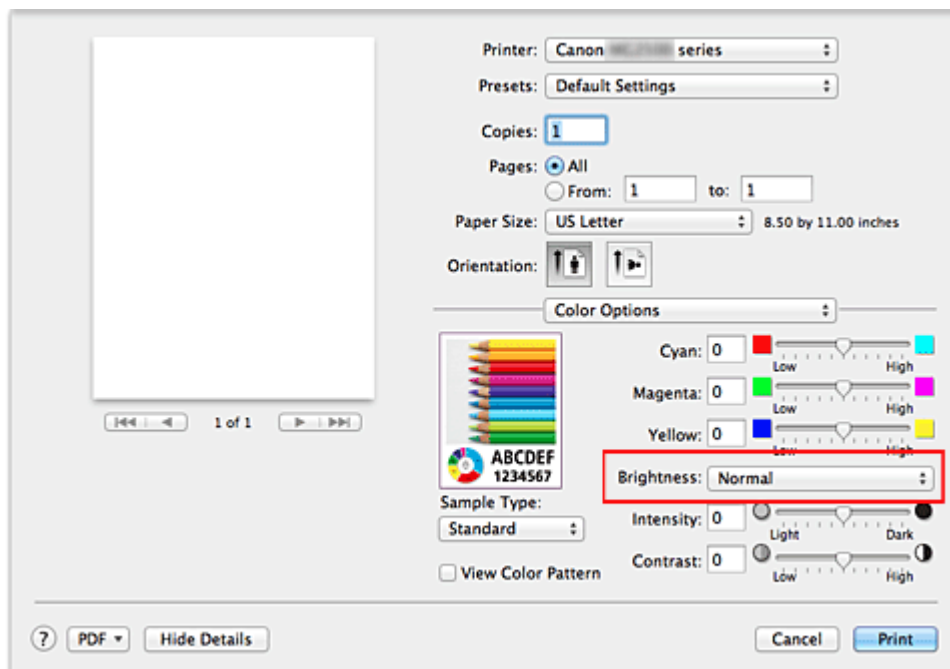 Printer: Canon series
Presets: Default Settings
Copies: 1
Pages: All
From: 1 to: 1
Paper Size: US Letter 8.50 by 11.00 inches
Orientation:
Color Options
Cyan: 0
Low High
Magenta: 0
Low High
Yellow: 0
Low High
Brightness: Normal
Intensity: 0
Light Dark
Contrast: 0
Low High
ABCDEF
1234567
Sample Type:
Standard
View Color Pattern
1 of 1
? PDF Hide Details Cancel Print